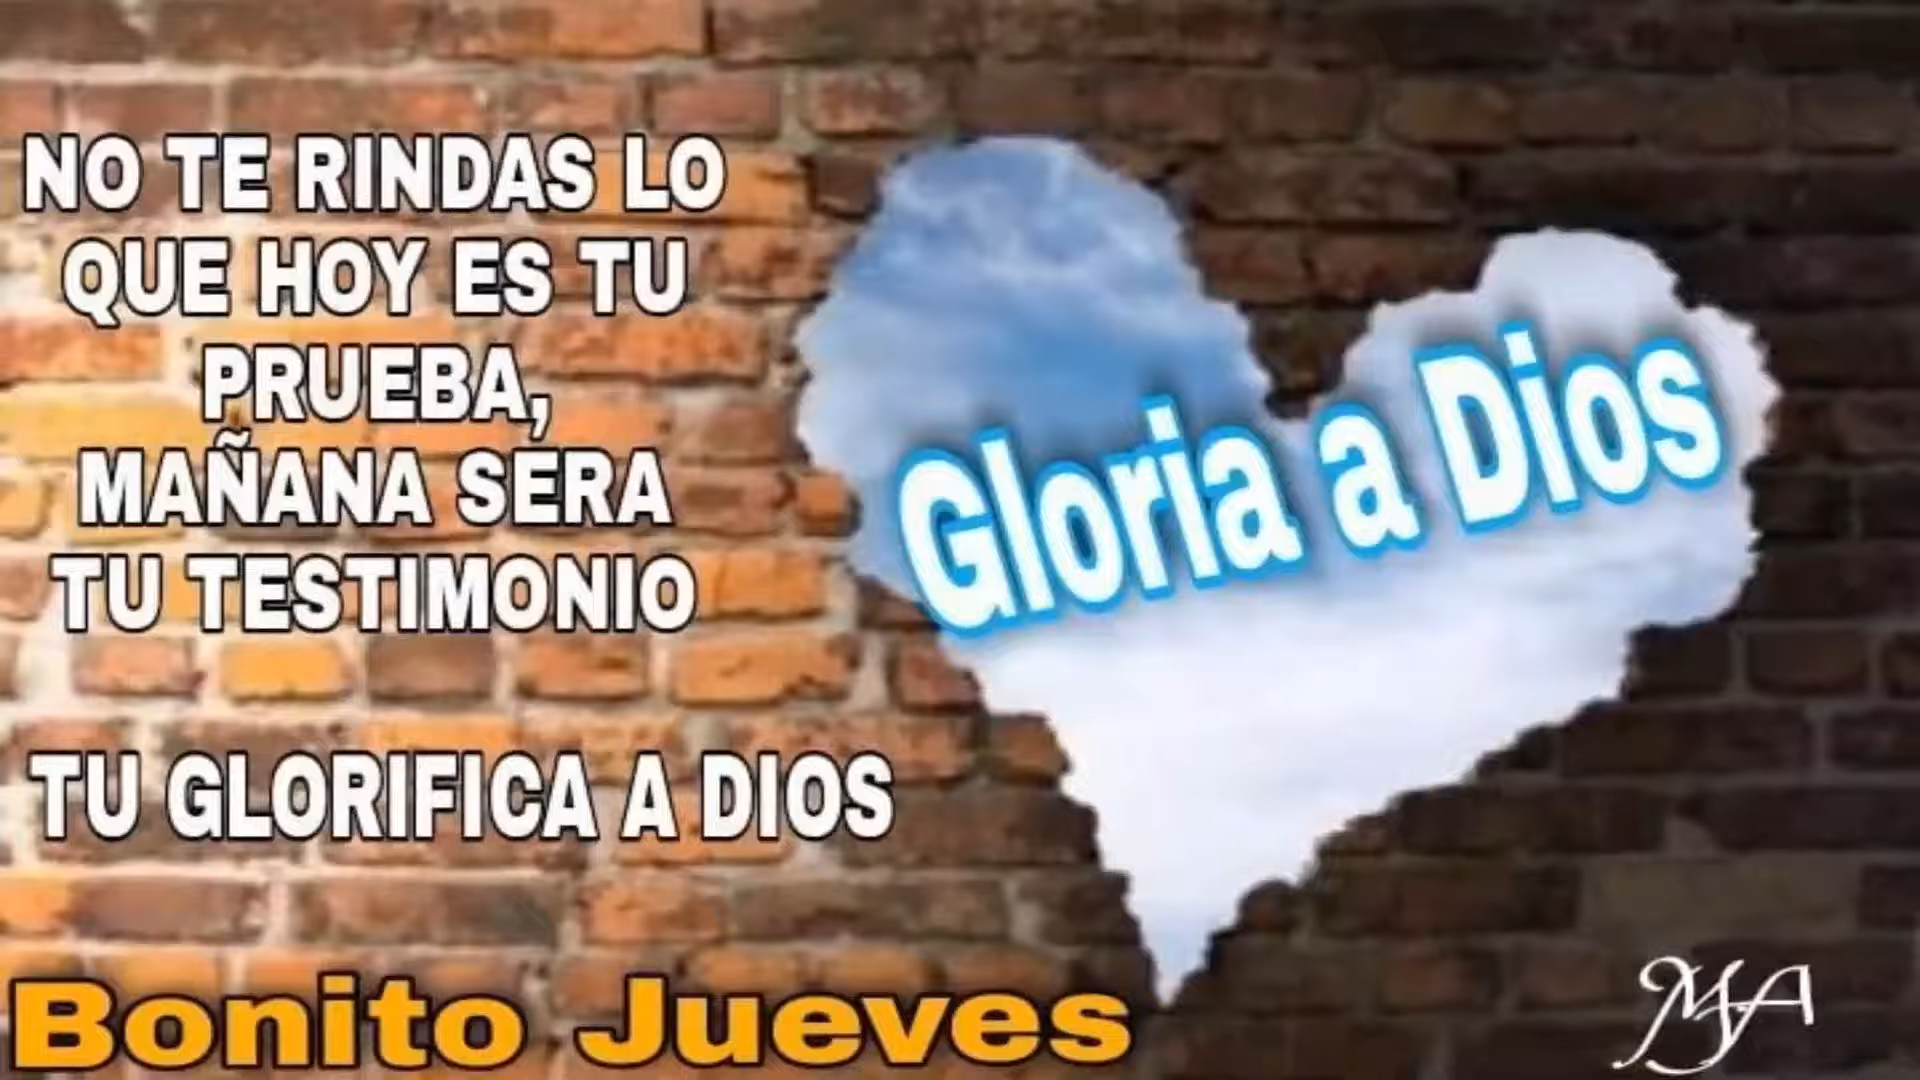 NO TE RINDAS LO
QUE HOY ES TU
PRUEBA,
MAÑANA SERA
TU TESTIMONIO
TU GLORIFICA A DIOS
Gloria a Dios
Bonito Jueves
MA